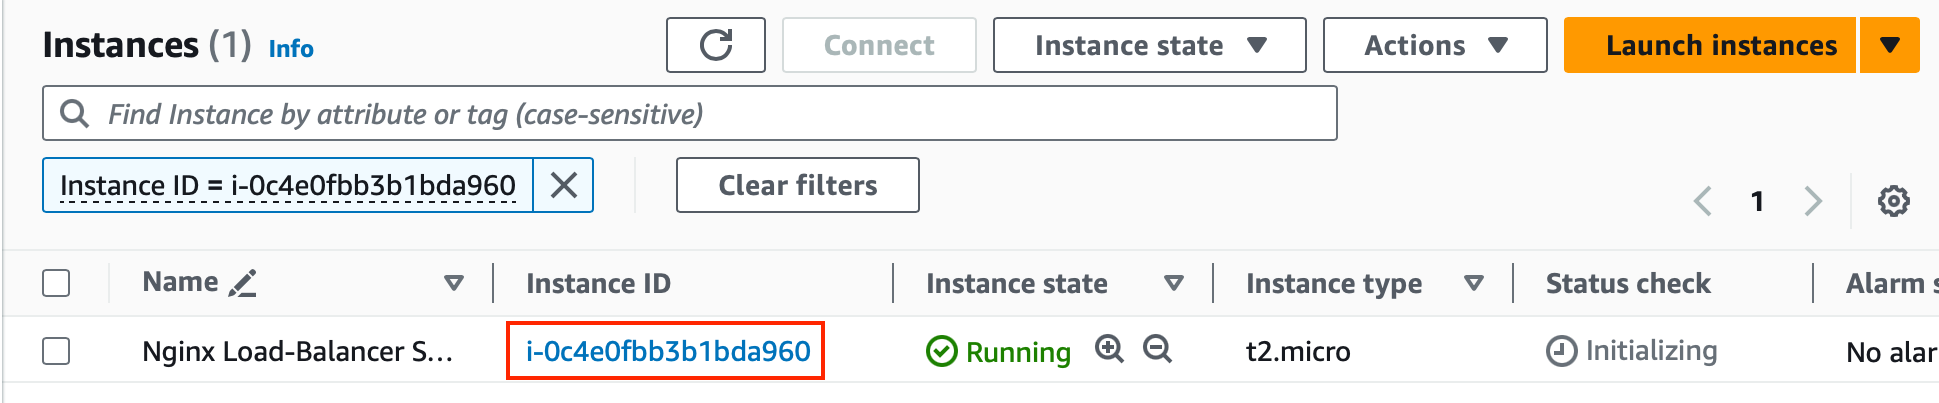 Instances (1) Info
Connect
Instance state
Actions
Launch instances
Find Instance by attribute or tag (case-sensitive)
Instance ID = i-0c4e0fbb3b1bda960
Clear filters
1
Name
Instance ID
Instance state
Instance type
Status check
Alarm s
Nginx Load-Balancer S...
i-0c4e0fbb3b1bda960
Running
t2.micro
Initializing
No alar